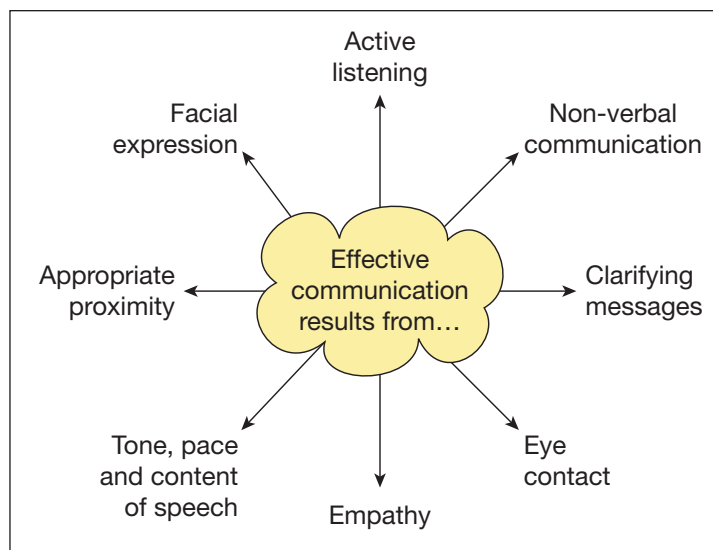 Active
listening
Facial
expression
Non-verbal
communication
Appropriate
proximity
Effective
communication
results from...
Clarifying
messages
Tone, pace
and content
of speech
Empathy
Eye
contact